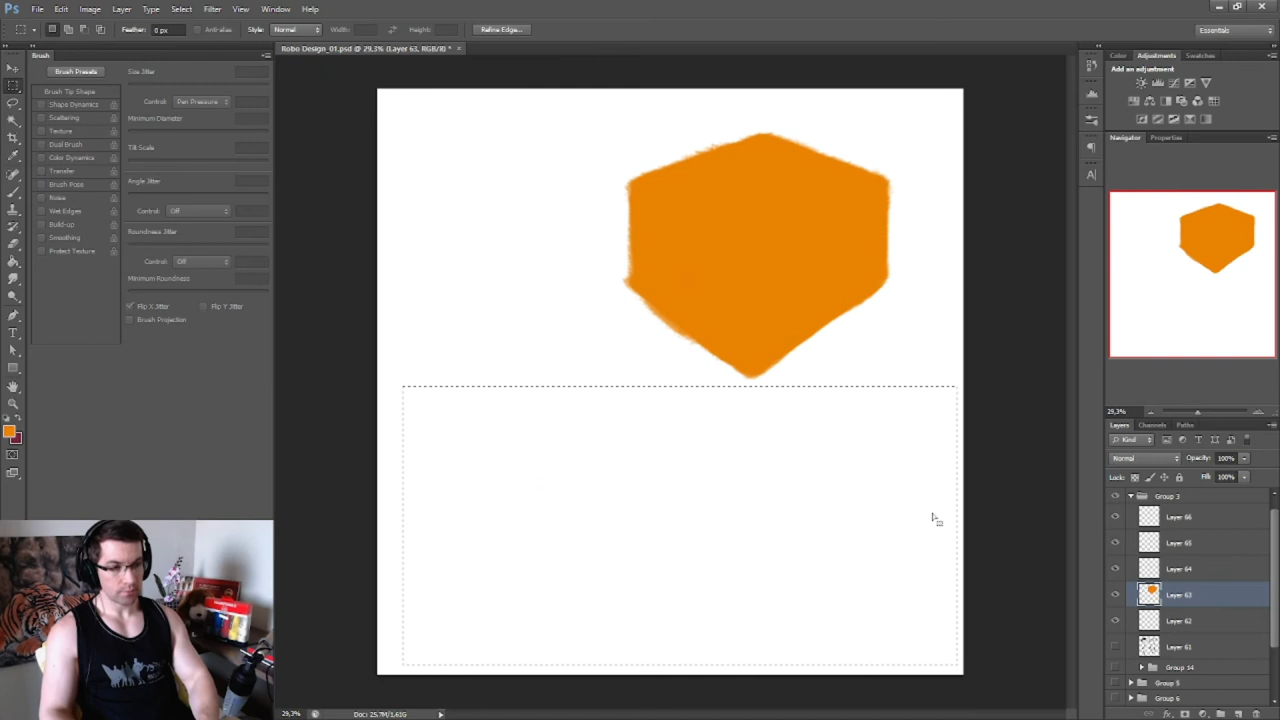 Ps File Edit Image Layer Type Select Filter View Window Help
Feather: 0 px Anti-alias Style: Normal Width: Height: Refine Edge... Essentials
Robo Design_01.psd @ 29,3% (Layer 63, RGB/8) * ×
Brush
Brush Presets
Brush Tip Shape
Shape Dynamics
Scattering
Texture
Dual Brush
Color Dynamics
Transfer
Brush Pose
Noise
Wet Edges
Build-up
Smoothing
Protect Texture
Size Jitter
Control: Pen Pressure
Minimum Diameter
Tilt Scale
Angle Jitter
Control: Off
Roundness Jitter
Control: Off
Minimum Roundness
Flip X Jitter Flip Y Jitter
Brush Projection
Color Adjustments Swatches
Add an adjustment
Navigator Properties
29,3%
Layers Channels Paths
Kind
Normal Opacity: 100%
Lock: Fill: 100%
Group 3
Layer 66
Layer 65
Layer 64
Layer 63
Layer 62
Layer 61
Group 14
Group 5
Group 6
29,3% Doc: 25.7M/1.61G